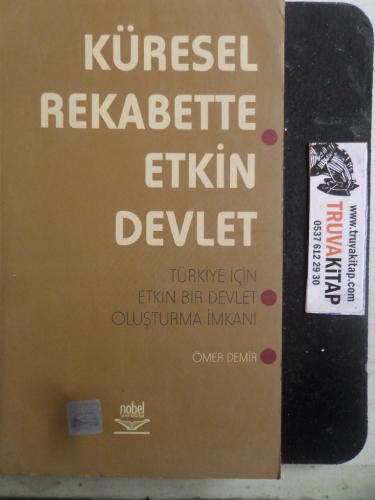 KÜRESEL
REKABETTE
ETKİN
DEVLET
TÜRKİYE İÇİN
ETKİN BİR DEVLET
OLUŞTURMA İMKANI
ÖMER DEMİR
nobel
www.truvakitap.com
TRUVAKİTAP
0537 612 29 30